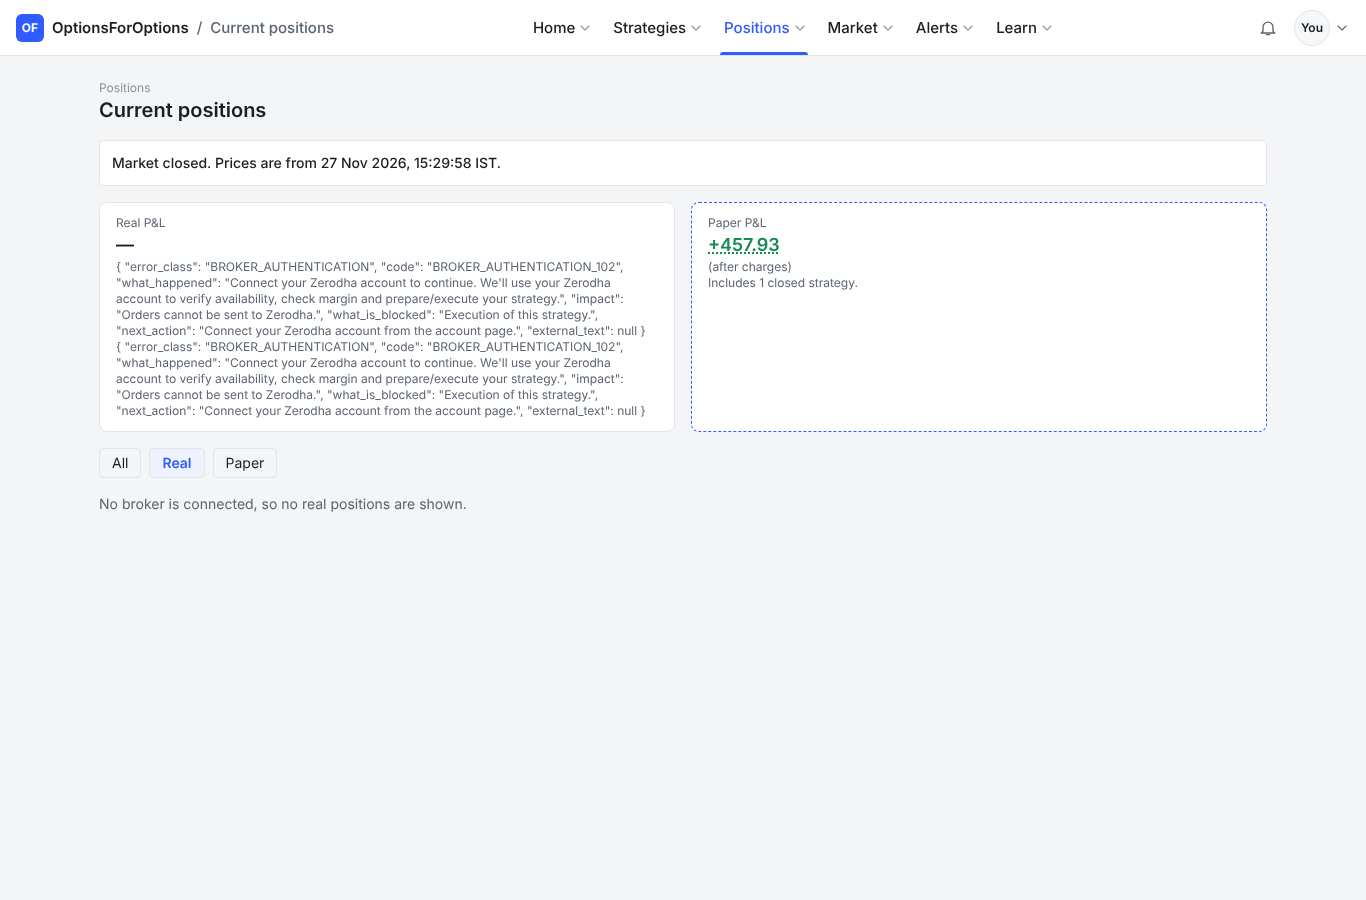 OF OptionsForOptions / Current positions Home Strategies Positions Market Alerts Learn You
Positions
Current positions
Market closed. Prices are from 27 Nov 2026, 15:29:58 IST.
Real P&L
—
{ "error_class": "BROKER_AUTHENTICATION", "code": "BROKER_AUTHENTICATION_102",
"what_happened": "Connect your Zerodha account to continue. We'll use your Zerodha
account to verify availability, check margin and prepare/execute your strategy.", "impact":
"Orders cannot be sent to Zerodha.", "what_is_blocked": "Execution of this strategy.",
"next_action": "Connect your Zerodha account from the account page.", "external_text": null }
{ "error_class": "BROKER_AUTHENTICATION", "code": "BROKER_AUTHENTICATION_102",
"what_happened": "Connect your Zerodha account to continue. We'll use your Zerodha
account to verify availability, check margin and prepare/execute your strategy.", "impact":
"Orders cannot be sent to Zerodha.", "what_is_blocked": "Execution of this strategy.",
"next_action": "Connect your Zerodha account from the account page.", "external_text": null }
Paper P&L
+457.93
(after charges)
Includes 1 closed strategy.
All Real Paper
No broker is connected, so no real positions are shown.